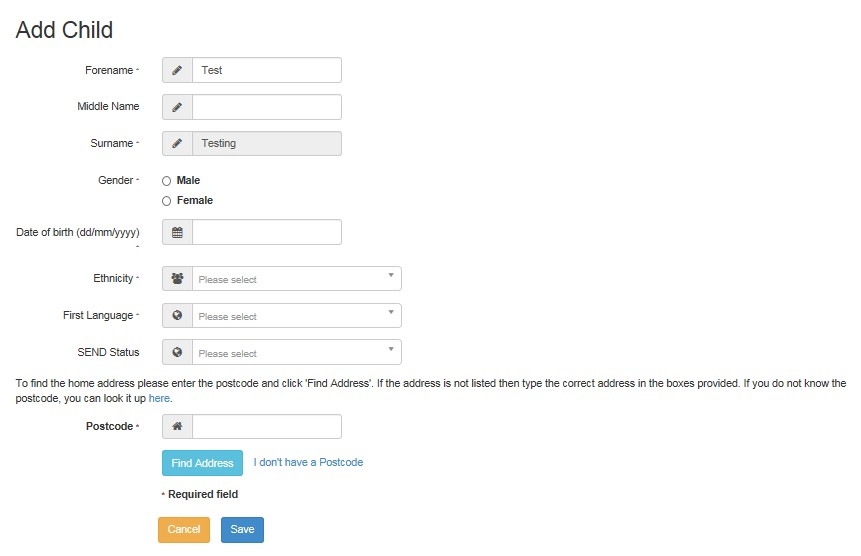 Add Child
Forename *
Test
Middle Name
Surname *
Testing
Gender *
Male
Female
Date of birth (dd/mm/yyyy)
*
Ethnicity *
Please select
First Language *
Please select
SEND Status
Please select
To find the home address please enter the postcode and click 'Find Address'. If the address is not listed then type the correct address in the boxes provided. If you do not know the
postcode, you can look it up here.
Postcode *
Find Address I don't have a Postcode
* Required field
Cancel Save